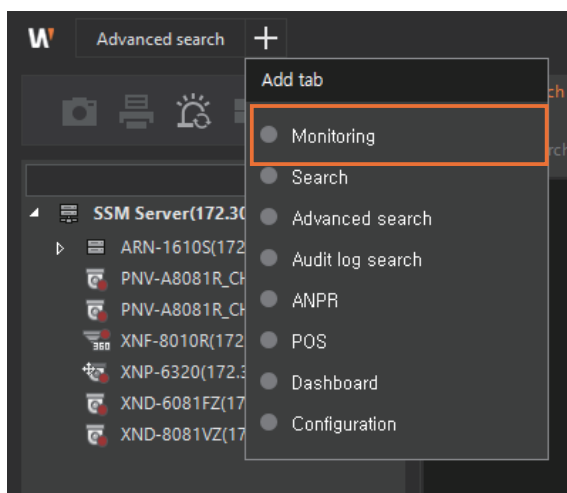 W
Advanced search
Add tab
ch
Monitoring
rch
Search
Advanced search
Audit log search
ANPR
POS
Dashboard
Configuration
SSM Server(172.30
ARN-1610S(172
PNV-A8081R_CH
PNV-A8081R_CH
360
XNF-8010R(172
XNP-6320(172.3
XND-6081FZ(17
XND-8081VZ(17